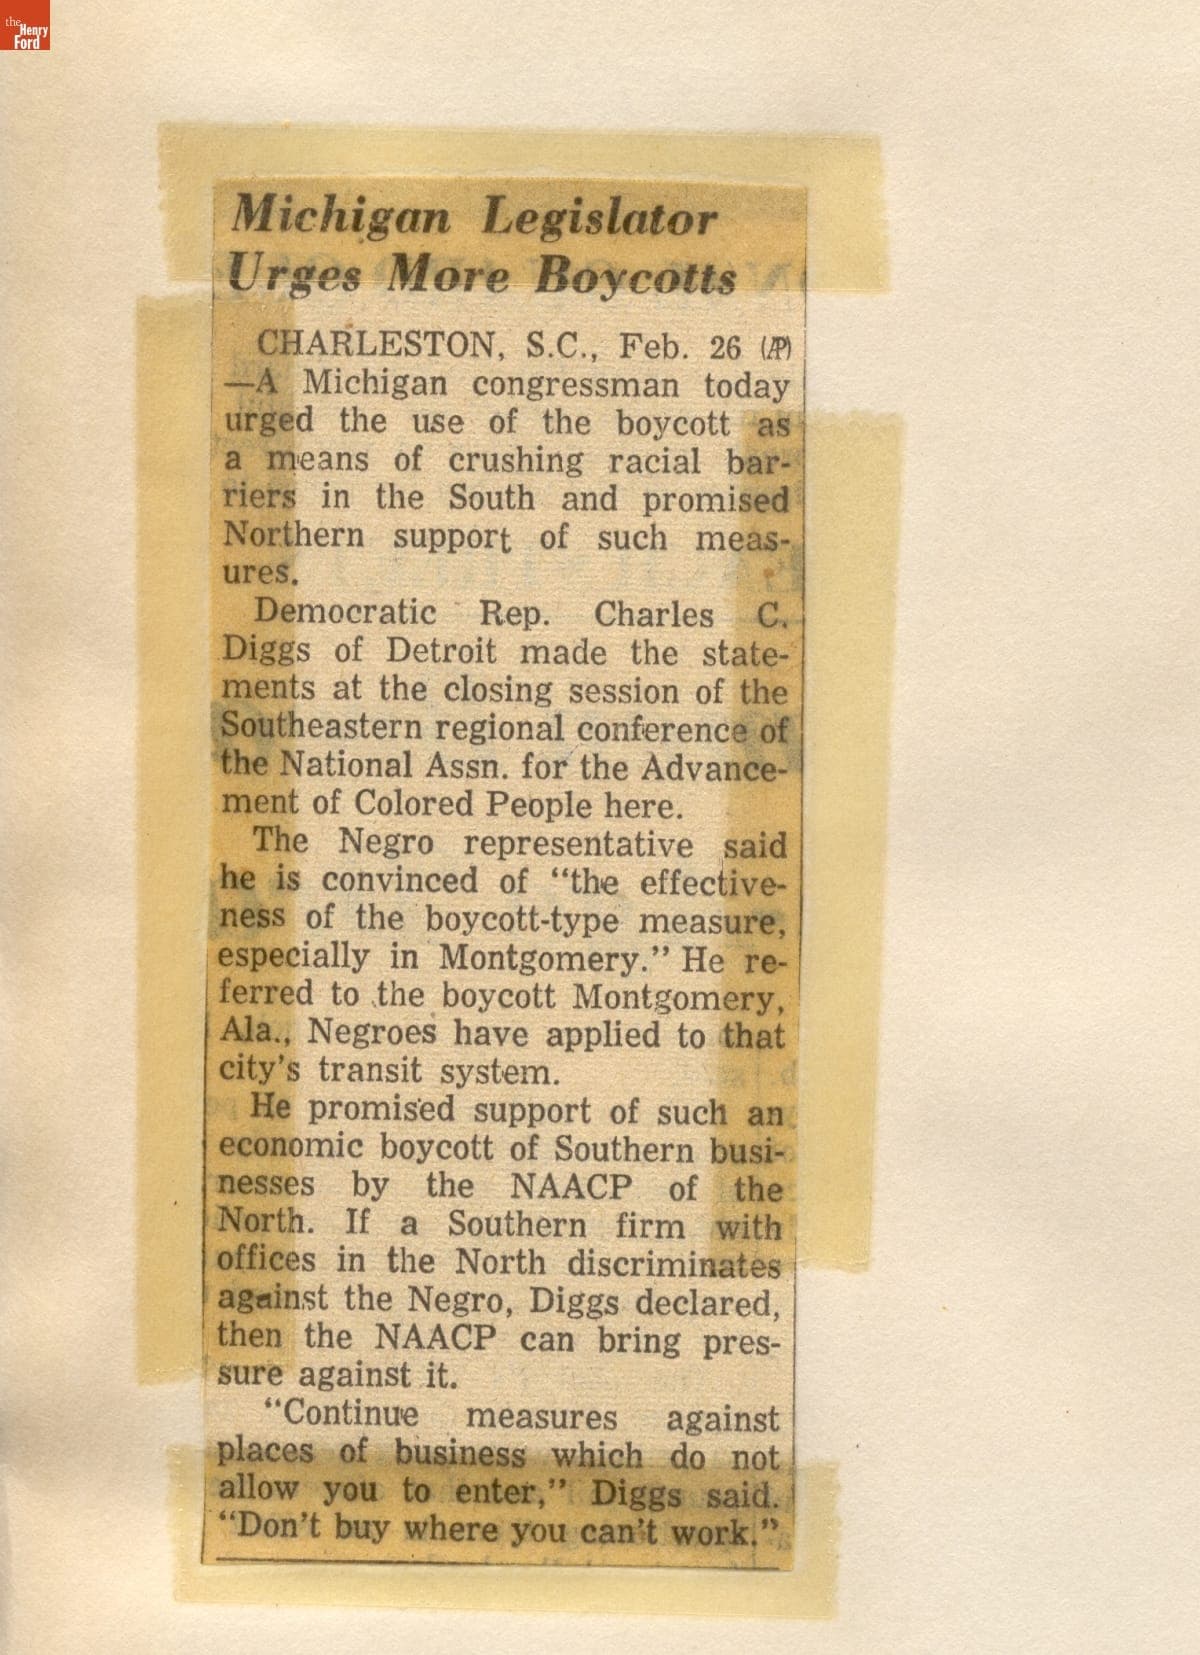 the
Henry
Ford
Michigan Legislator
Urges More Boycotts
CHARLESTON, S.C., Feb. 26 (AP)
—A Michigan congressman today
urged the use of the boycott as
a means of crushing racial bar-
riers in the South and promised
Northern support of such meas-
ures.
Democratic Rep. Charles C.
Diggs of Detroit made the state-
ments at the closing session of the
Southeastern regional conference of
the National Assn. for the Advance-
ment of Colored People here.
The Negro representative said
he is convinced of “the effective-
ness of the boycott-type measure,
especially in Montgomery.” He re-
ferred to the boycott Montgomery,
Ala., Negroes have applied to that
city's transit system.
He promised support of such an
economic boycott of Southern busi-
nesses by the NAACP of the
North. If a Southern firm with
offices in the North discriminates
against the Negro, Diggs declared,
then the NAACP can bring pres-
sure against it.
“Continue measures against
places of business which do not
allow you to enter,” Diggs said.
“Don't buy where you can't work.”